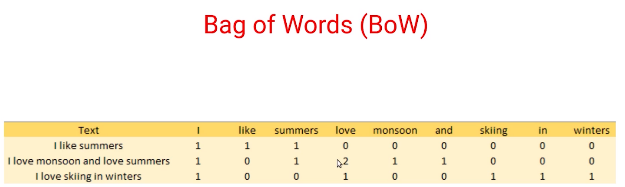 Bag of Words (BoW)
Text I like summers love monsoon and skiing in winters
I like summers 1 1 1 0 0 0 0 0 0
I love monsoon and love summers 1 0 1 2 1 1 0 0 0
I love skiing in winters 1 0 0 1 0 0 1 1 1